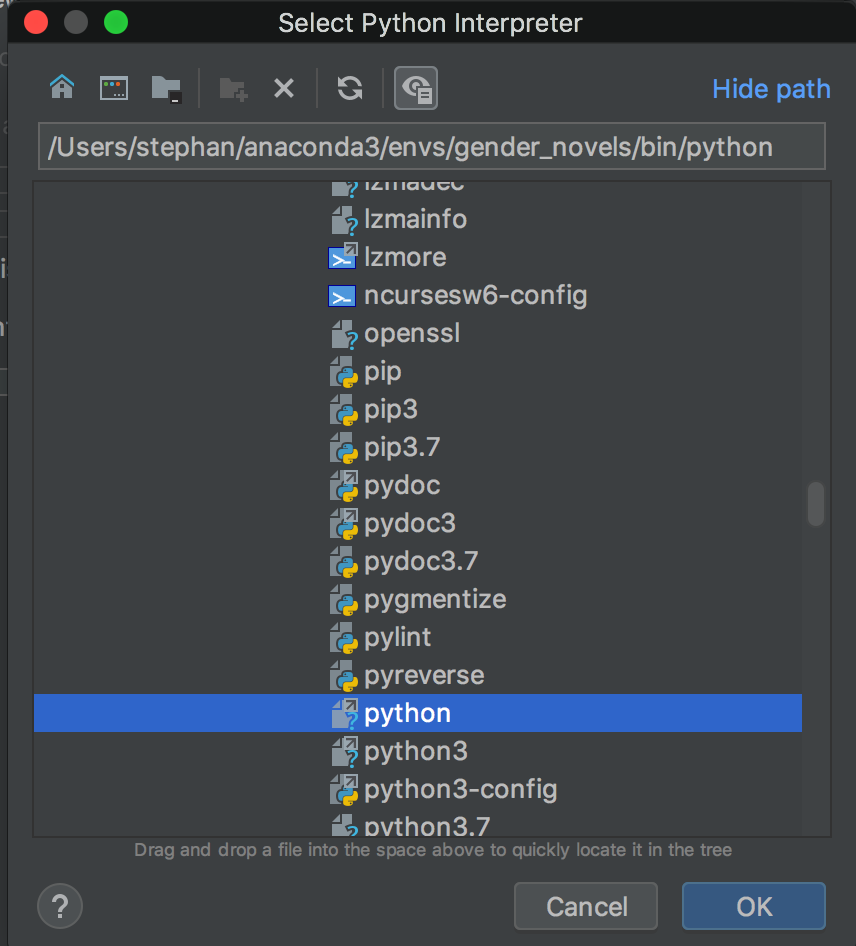 Select Python Interpreter
Hide path
/Users/stephan/anaconda3/envs/gender_novels/bin/python
lzmadec
lzmainfo
lzmore
ncursesw6-config
openssl
pip
pip3
pip3.7
pydoc
pydoc3
pydoc3.7
pygmentize
pylint
pyreverse
python
python3
python3-config
python3.7
Drag and drop a file into the space above to quickly locate it in the tree
?
Cancel
OK